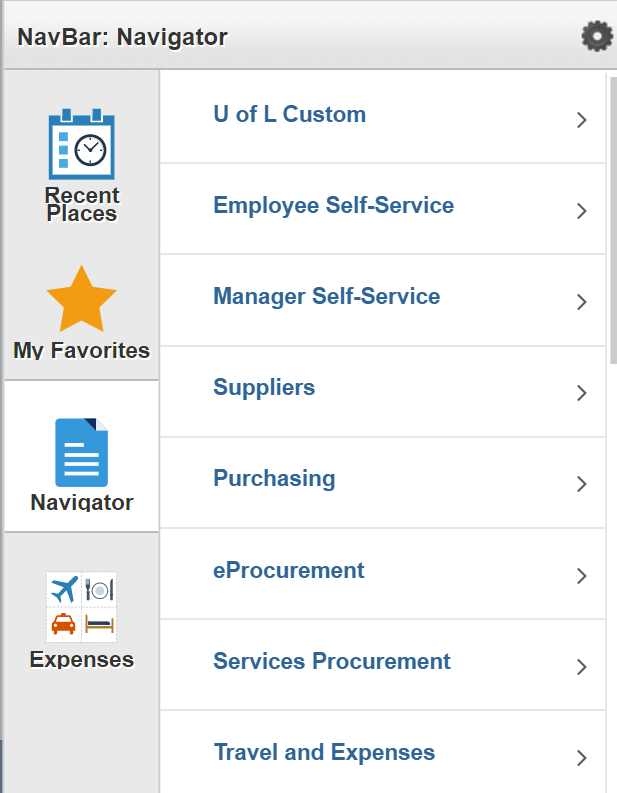 NavBar: Navigator
Recent
Places
My Favorites
Navigator
Expenses
U of L Custom
Employee Self-Service
Manager Self-Service
Suppliers
Purchasing
eProcurement
Services Procurement
Travel and Expenses